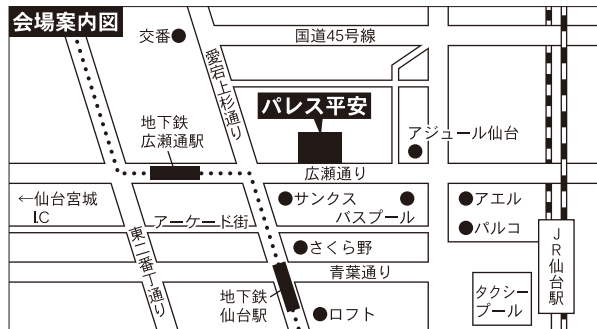 会場案内図
交番
国道45号線
愛宕上杉通り
パレス平安
地下鉄
広瀬通駅
アジュール仙台
広瀬通り
←仙台宮城
I.C
サンクス
バスプール
アエル
パルコ
アーケード街
東二番丁通り
さくら野
青葉通り
JR仙台駅
地下鉄
仙台駅
ロフト
タクシー
プール